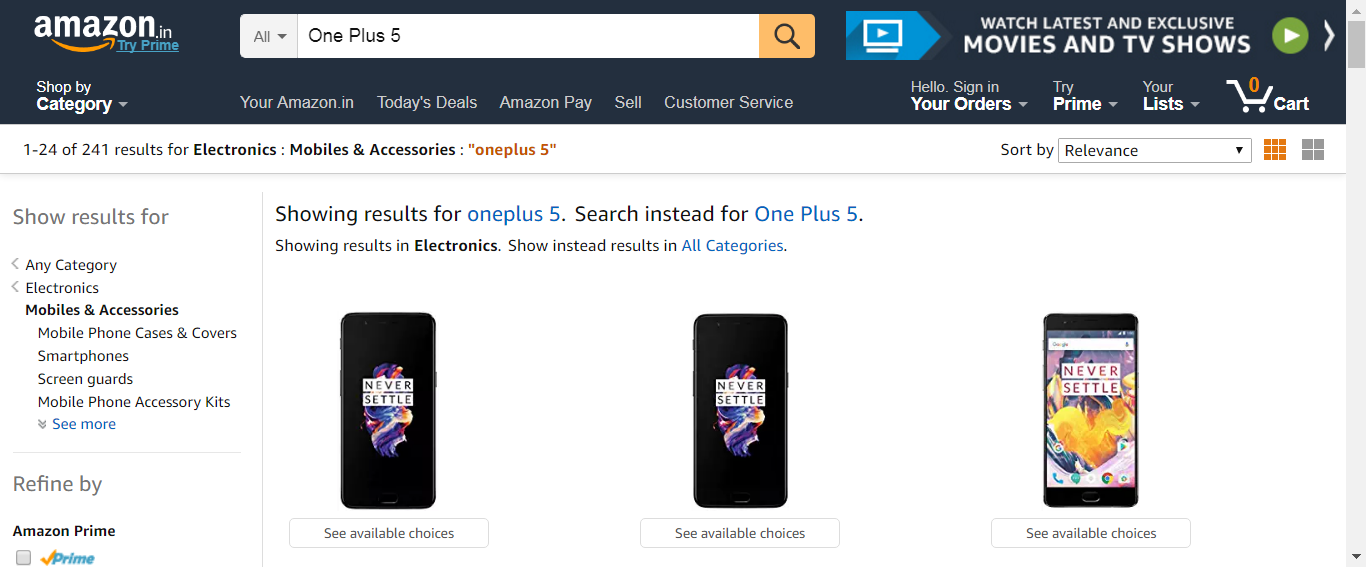 amazon.in
Try Prime
All
One Plus 5
WATCH LATEST AND EXCLUSIVE
MOVIES AND TV SHOWS
Shop by
Category
Your Amazon.in
Today's Deals
Amazon Pay
Sell
Customer Service
Hello. Sign in
Your Orders
Try
Prime
Your
Lists
0
Cart
1-24 of 241 results for Electronics : Mobiles & Accessories : "oneplus 5"
Sort by
Relevance
Show results for
Any Category
Electronics
Mobiles & Accessories
Mobile Phone Cases & Covers
Smartphones
Screen guards
Mobile Phone Accessory Kits
See more
Refine by
Amazon Prime
Prime
Showing results for oneplus 5. Search instead for One Plus 5.
Showing results in Electronics. Show instead results in All Categories.
NEVER
SETTLE
NEVER
SETTLE
Google
NEVER
SETTLE
See available choices
See available choices
See available choices